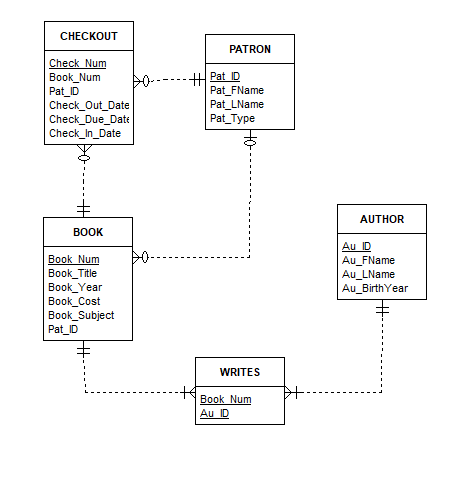 CHECKOUT
Check_Num
Book_Num
Pat_ID
Check_Out_Date
Check_Due_Date
Check_In_Date
PATRON
Pat_ID
Pat_FName
Pat_LName
Pat_Type
BOOK
Book_Num
Book_Title
Book_Year
Book_Cost
Book_Subject
Pat_ID
AUTHOR
Au_ID
Au_FName
Au_LName
Au_BirthYear
WRITES
Book_Num
Au_ID